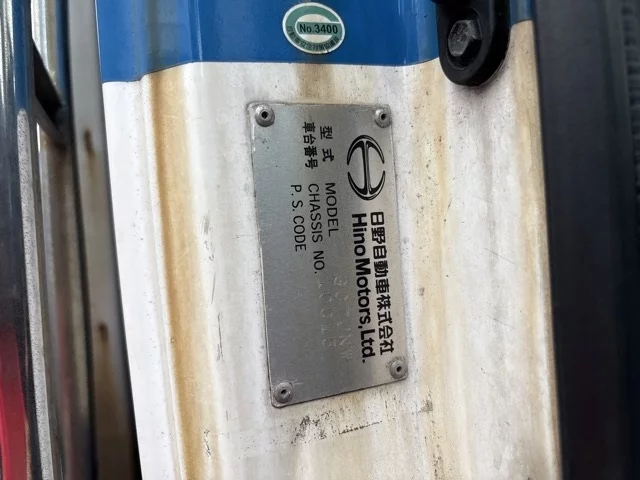 No.3400
日野自動車株式会社
Hino Motors, Ltd.
型式 MODEL
車台番号 CHASSIS NO.
P.S.CODE